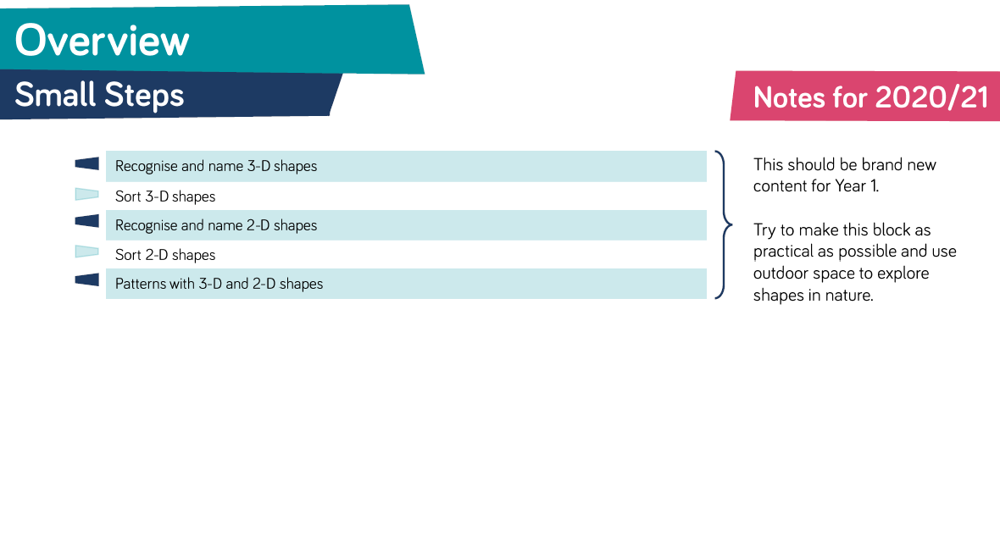 Overview
Small Steps
Notes for 2020/21
Recognise and name 3-D shapes
Sort 3-D shapes
Recognise and name 2-D shapes
Sort 2-D shapes
Patterns with 3-D and 2-D shapes
This should be brand new
content for Year 1.
Try to make this block as
practical as possible and use
outdoor space to explore
shapes in nature.